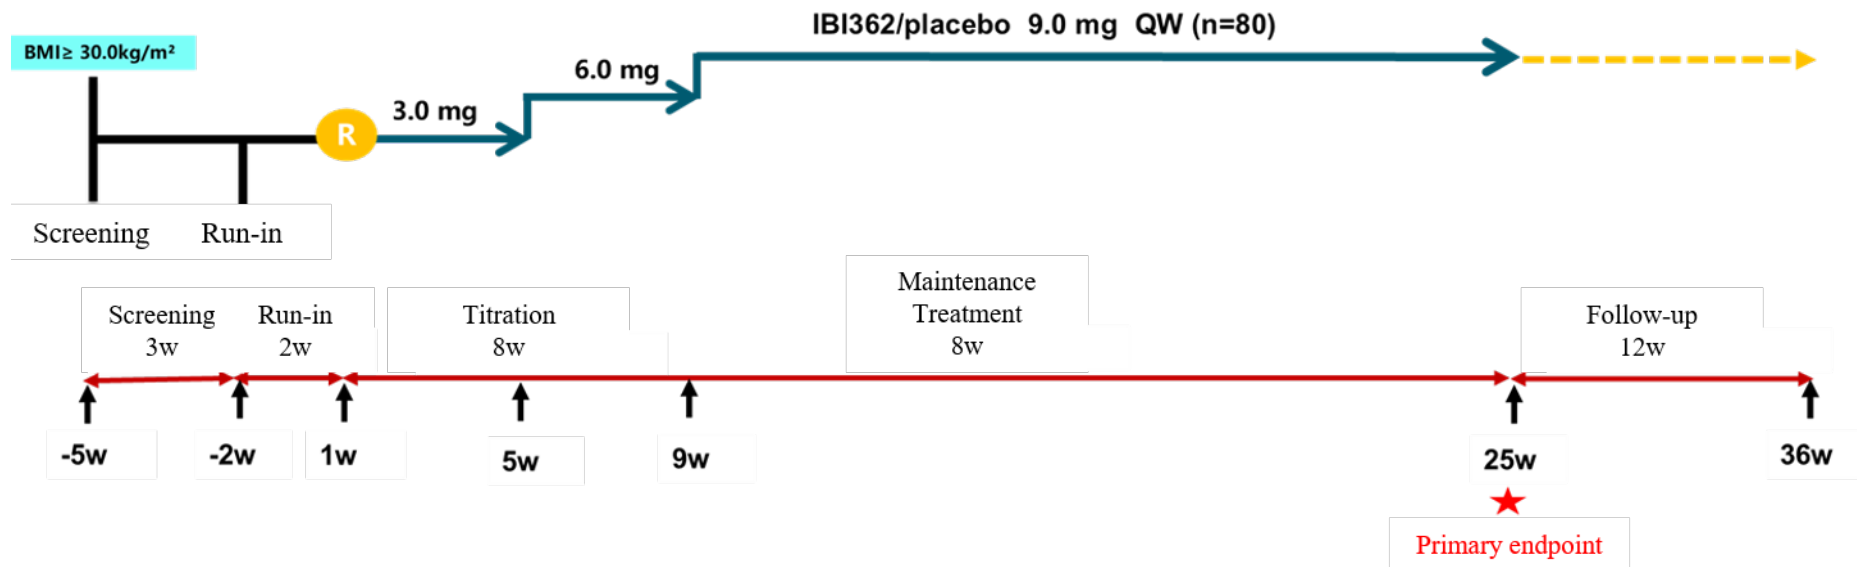 IBI362/placebo 9.0 mg QW (n=80)
BMI≥ 30.0kg/m²
6.0 mg
3.0 mg
R
Screening Run-in
Screening
3w
Run-in
2w
Titration
8w
Maintenance
Treatment
8w
Follow-up
12w
-5w
-2w
1w
5w
9w
25w
36w
Primary endpoint